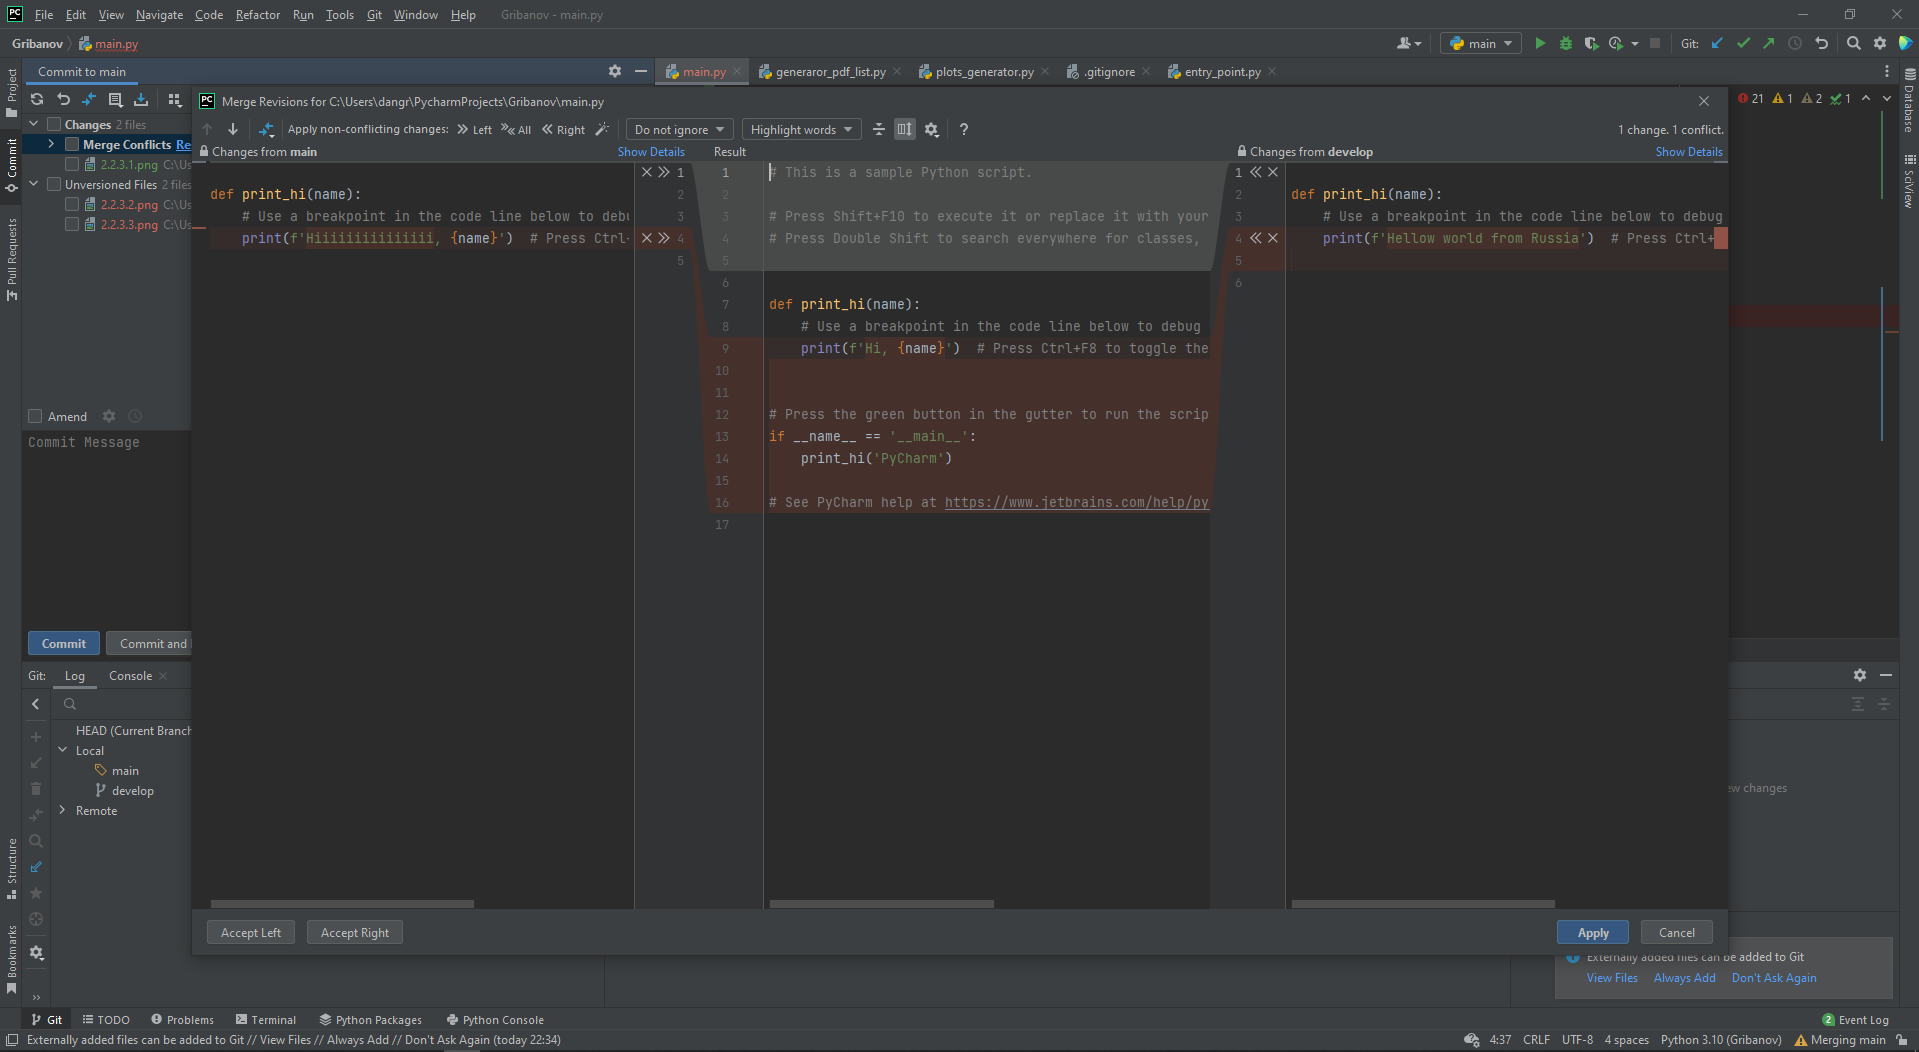 File Edit View Navigate Code Refactor Run Tools Git Window Help Gribanov - main.py
Gribanov main.py main Git:
Project
Commit to main
main.py generaror_pdf_list.py plots_generator.py .gitignore entry_point.py
Merge Revisions for C:\Users\dangr\PycharmProjects\Gribanov\main.py
21 1 2 1
Changes 2 files
Merge Conflicts Re
2.2.3.1.png C:\Us
Unversioned Files 2 files
2.2.3.2.png C:\Us
2.2.3.3.png C:\Us
Commit
Pull Requests
Apply non-conflicting changes: Left All Right Do not ignore Highlight words ? 1 change. 1 conflict.
Changes from main Show Details Result Changes from develop Show Details
def print_hi(name):
# Use a breakpoint in the code line below to debu
print(f'Hiiiiiiiiiiiiiii, {name}') # Press Ctrl-
1
2
3
4
5
1 # This is a sample Python script.
2
3 # Press Shift+F10 to execute it or replace it with your
4 # Press Double Shift to search everywhere for classes,
5
6
7 def print_hi(name):
8 # Use a breakpoint in the code line below to debug
9 print(f'Hi, {name}') # Press Ctrl+F8 to toggle the
10
11
12 # Press the green button in the gutter to run the scrip
13 if __name__ == '__main__':
14 print_hi('PyCharm')
15
16 # See PyCharm help at https://www.jetbrains.com/help/py
17
1
2 def print_hi(name):
3 # Use a breakpoint in the code line below to debug
4 print(f'Hellow world from Russia') # Press Ctrl+
5
6
Database
SciView
Amend
Commit Message
Commit Commit and
Git: Log Console
HEAD (Current Branch
Local
main
develop
Remote
ew changes
Structure
Bookmarks
Accept Left Accept Right Apply Cancel
Externally added files can be added to Git
View Files Always Add Don't Ask Again
Git TODO Problems Terminal Python Packages Python Console 2 Event Log
Externally added files can be added to Git // View Files // Always Add // Don't Ask Again (today 22:34) 4:37 CRLF UTF-8 4 spaces Python 3.10 (Gribanov) Merging main